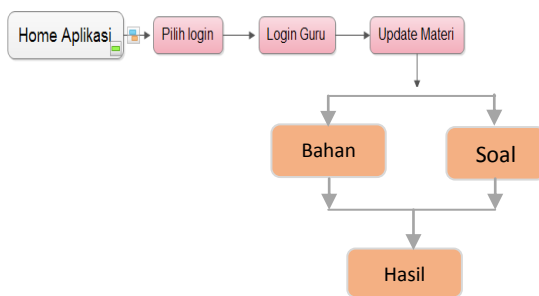 Home Aplikasi
Pilih login
Login Guru
Update Materi
Bahan
Soal
Hasil